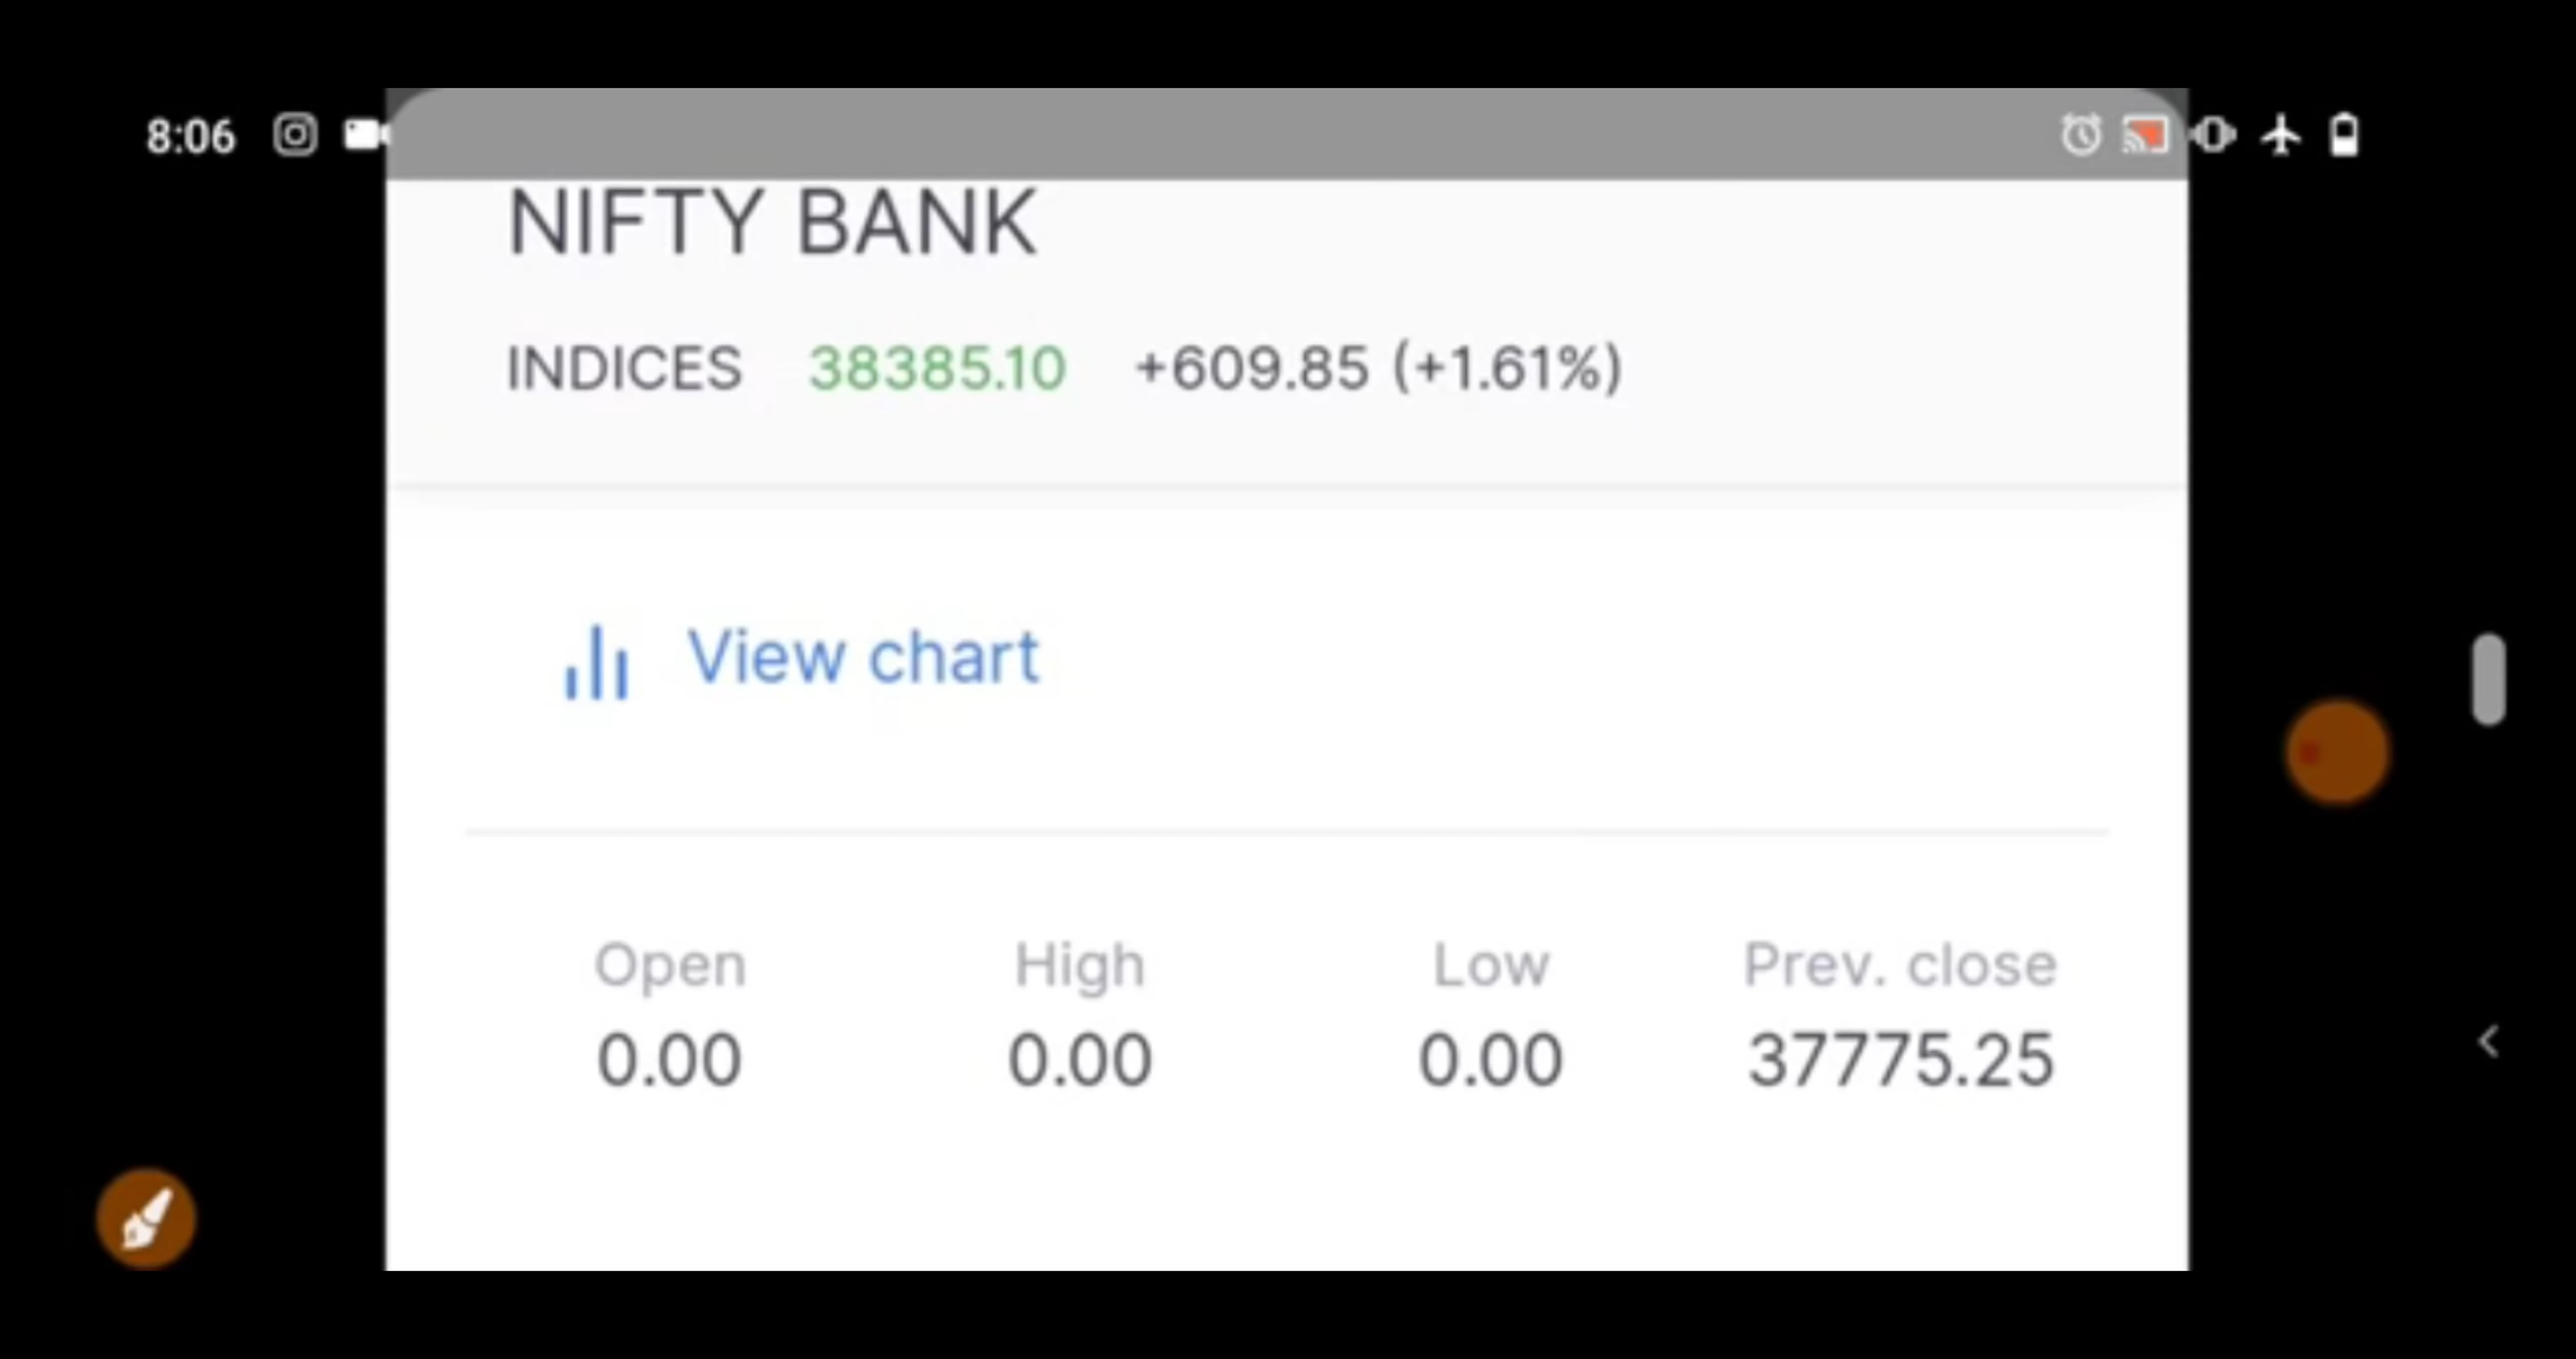 8:06
NIFTY BANK
INDICES 38385.10 +609.85 (+1.61%)
View chart
Open High Low Prev. close
0.00 0.00 0.00 37775.25